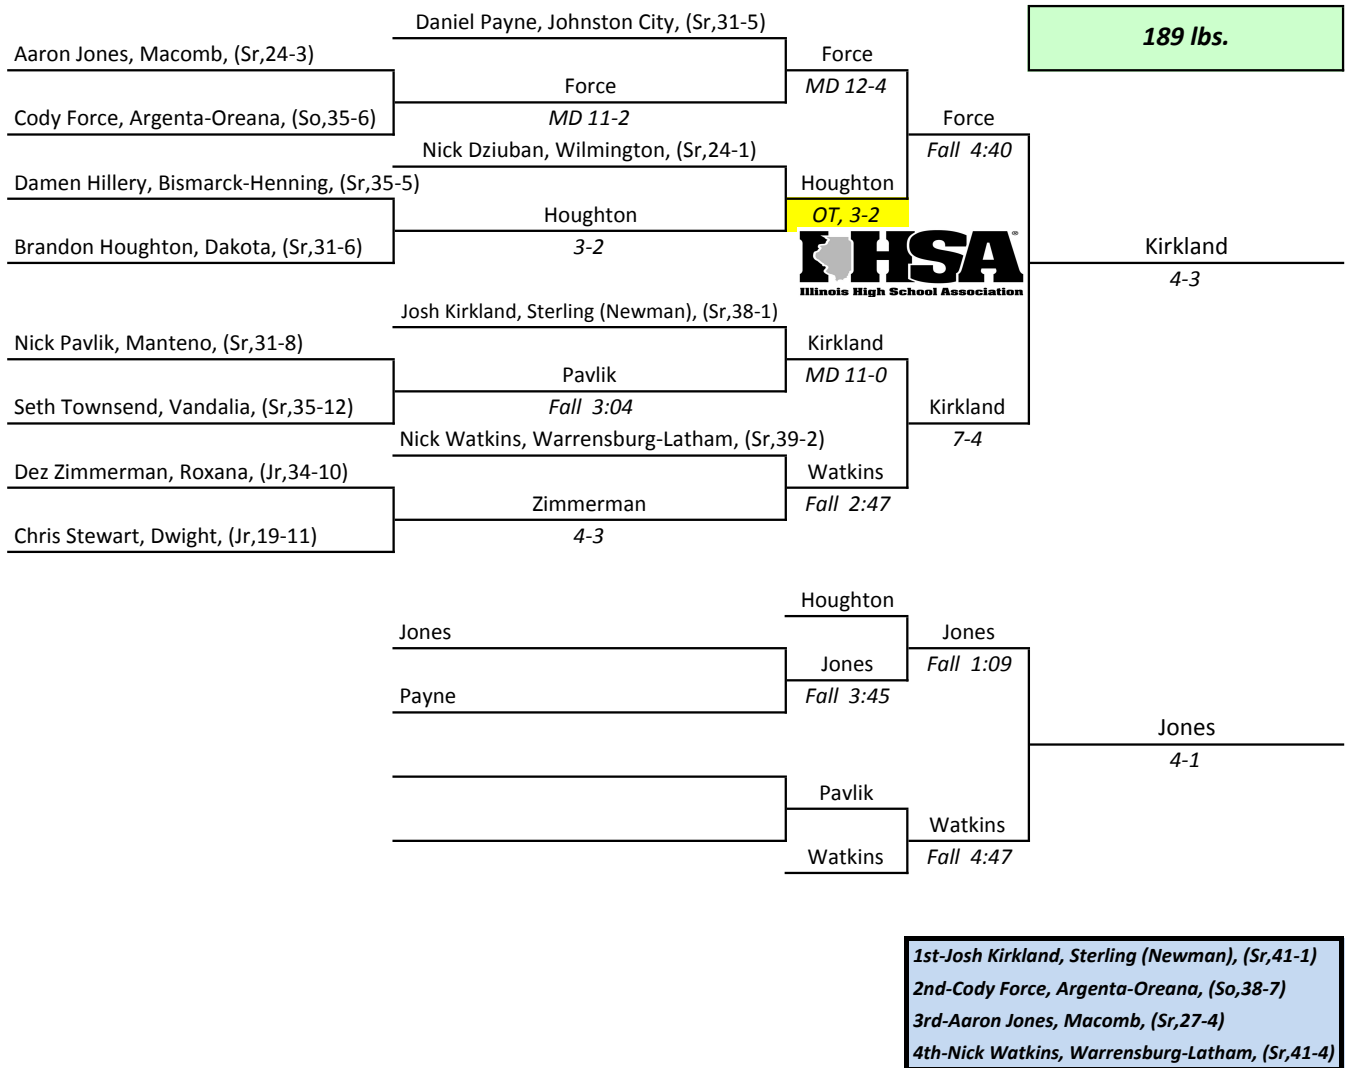 Daniel Payne, Johnston City, (Sr,31-5)
189 lbs.
Aaron Jones, Macomb, (Sr,24-3)
Force
Force
MD 12-4
Cody Force, Argenta-Oreana, (So,35-6)
MD 11-2
Force
Nick Dziuban, Wilmington, (Sr,24-1)
Fall 4:40
Damen Hillery, Bismarck-Henning, (Sr,35-5)
Houghton
Houghton
OT, 3-2
Brandon Houghton, Dakota, (Sr,31-6)
3-2
IHSA®
Illinois High School Association
Kirkland
4-3
Josh Kirkland, Sterling (Newman), (Sr,38-1)
Nick Pavlik, Manteno, (Sr,31-8)
Kirkland
Pavlik
MD 11-0
Seth Townsend, Vandalia, (Sr,35-12)
Fall 3:04
Kirkland
Nick Watkins, Warrensburg-Latham, (Sr,39-2)
7-4
Dez Zimmerman, Roxana, (Jr,34-10)
Watkins
Zimmerman
Fall 2:47
Chris Stewart, Dwight, (Jr,19-11)
4-3
Houghton
Jones
Jones
Jones
Fall 1:09
Payne
Fall 3:45
Jones
4-1
Pavlik
Watkins
Watkins
Fall 4:47
1st-Josh Kirkland, Sterling (Newman), (Sr,41-1)
2nd-Cody Force, Argenta-Oreana, (So,38-7)
3rd-Aaron Jones, Macomb, (Sr,27-4)
4th-Nick Watkins, Warrensburg-Latham, (Sr,41-4)